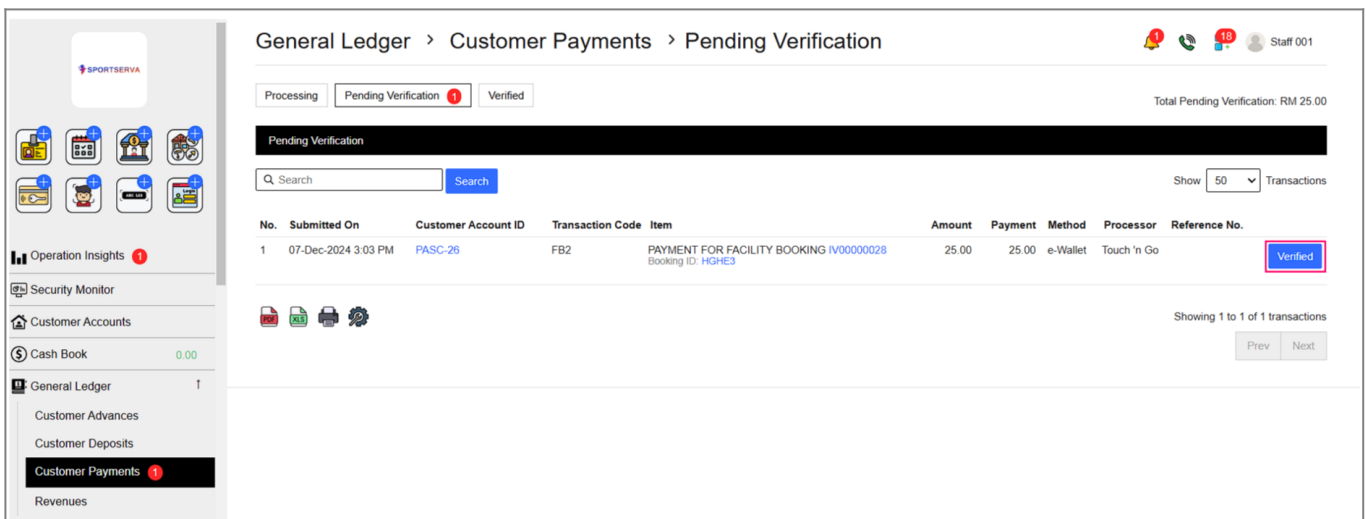 SPORTSERVA
General Ledger > Customer Payments > Pending Verification
1
18
Staff 001
Processing
Pending Verification 1
Verified
Total Pending Verification: RM 25.00
Pending Verification
Search
Search
Show 50 Transactions
No. Submitted On Customer Account ID Transaction Code Item Amount Payment Method Processor Reference No.
1 07-Dec-2024 3:03 PM PASC-26 FB2 PAYMENT FOR FACILITY BOOKING IV00000028 25.00 25.00 e-Wallet Touch 'n Go Verified
Booking ID: HGHE3
PDF
XLS
Showing 1 to 1 of 1 transactions
Prev Next
Operation Insights 1
Security Monitor
Customer Accounts
Cash Book 0.00
General Ledger
Customer Advances
Customer Deposits
Customer Payments 1
Revenues